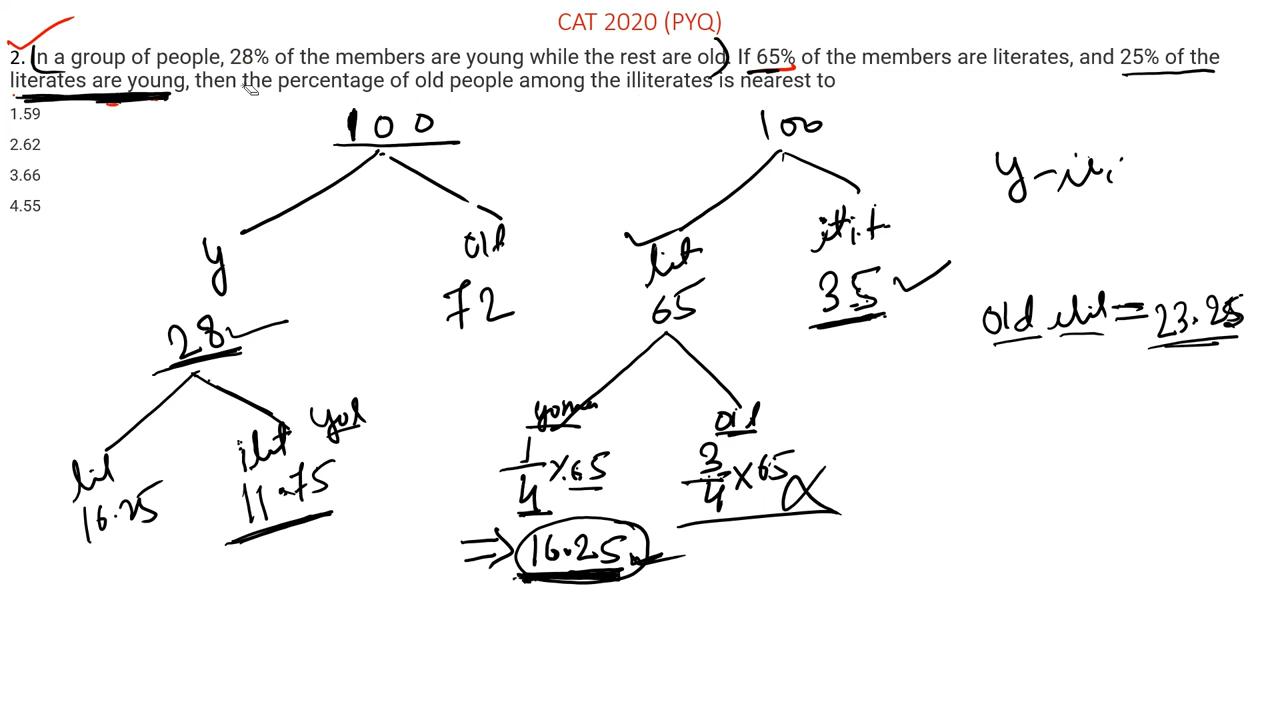 CAT 2020 (PYQ)
2. In a group of people, 28% of the members are young while the rest are old. If 65% of the members are literates, and 25% of the
literates are young, then the percentage of old people among the illiterates is nearest to
1.59
2.62
3.66
4.55
100
100
y
old
lit
illit
28
72
65
35
old illit = 23.25
lit
ilit
16.25
11.75
young
old
1/4 × 65
3/4 × 65
⇒ 16.25